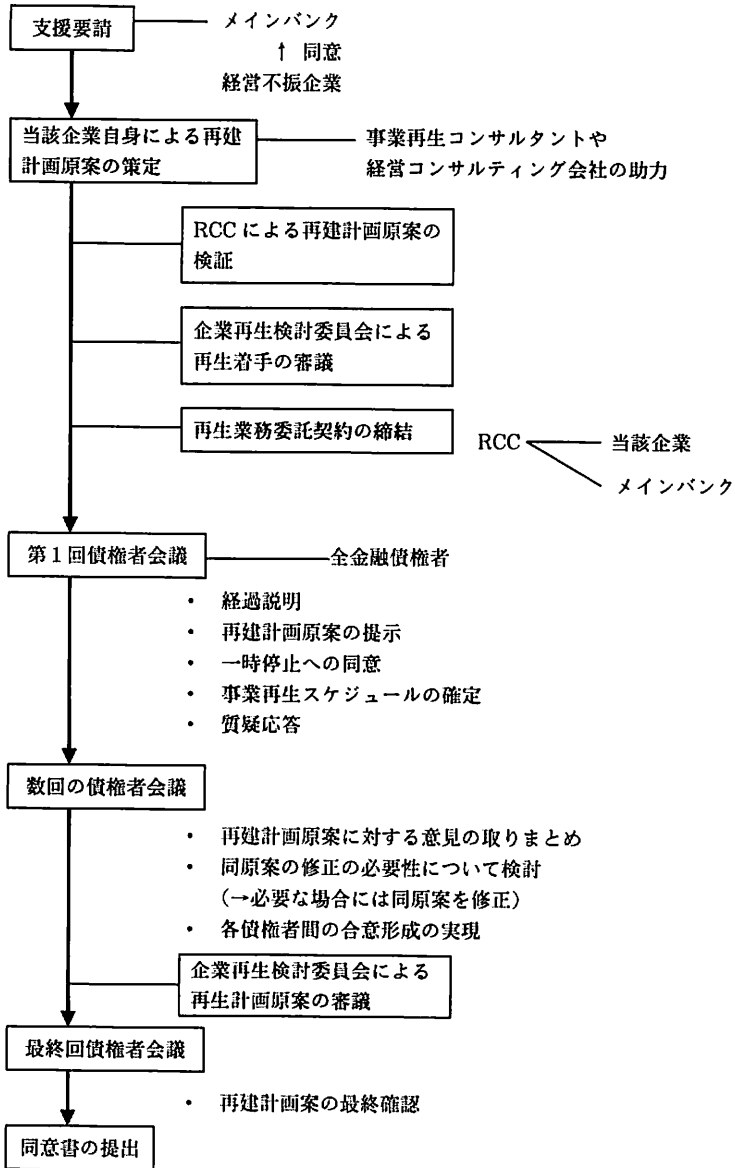 支援要請
メインバンク
↑ 同意
経営不振企業
当該企業自身による再建
計画原案の策定
事業再生コンサルタントや
経営コンサルティング会社の助力
RCCによる再建計画原案の
検証
企業再生検討委員会による
再生着手の審議
再生業務委託契約の締結
RCC
当該企業
メインバンク
第1回債権者会議
全金融債権者
・ 経過説明
・ 再建計画原案の提示
・ 一時停止への同意
・ 事業再生スケジュールの確定
・ 質疑応答
数回の債権者会議
・ 再建計画原案に対する意見の取りまとめ
・ 同原案の修正の必要性について検討
（→必要な場合には同原案を修正）
・ 各債権者間の合意形成の実現
企業再生検討委員会による
再生計画原案の審議
最終回債権者会議
・ 再建計画案の最終確認
同意書の提出